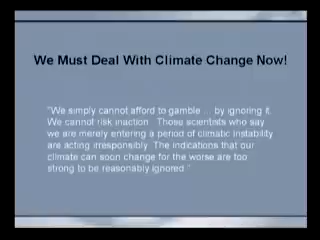 We Must Deal With Climate Change Now!
"We simply cannot afford to gamble ... by ignoring it.
We cannot risk inaction. Those scientists who say
we are merely entering a period of climatic instability
are acting irresponsibly. The indications that our
climate can soon change for the worse are too
strong to be reasonably ignored."